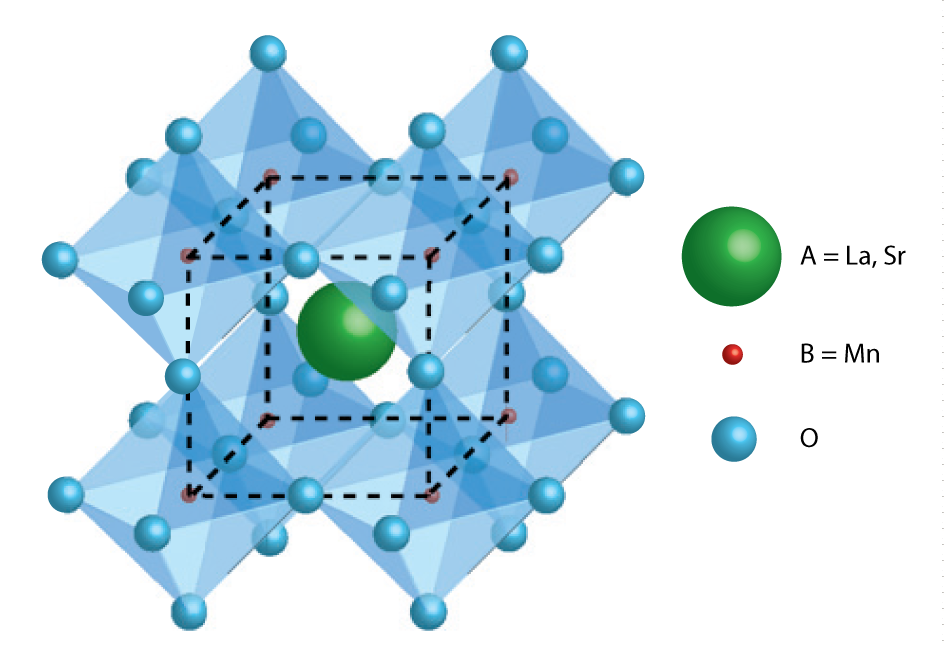 A = La, Sr
B = Mn
O